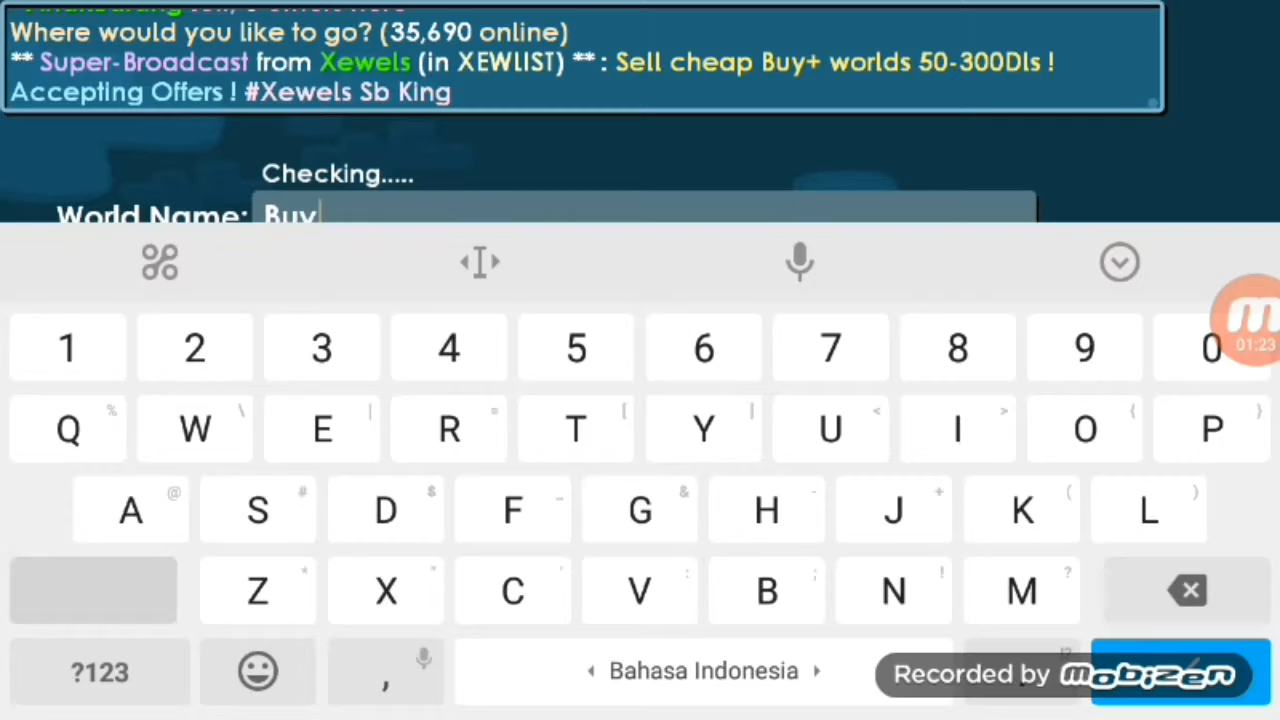 Where would you like to go? (35,690 online)
** Super-Broadcast from Xewels (in XEWLIST) ** : Sell cheap Buy+ worlds 50-300Dls !
Accepting Offers ! #Xewels Sb King
Checking.....
World Name: Buy
1 2 3 4 5 6 7 8 9 0
01:23
% \ | = [ ] < > { }
Q W E R T Y U I O P
@ # $ _ & - + ( )
A S D F G H J K L
* " ' : ; ! ?
Z X C V B N M
?123 , Bahasa Indonesia
Recorded by mobizen